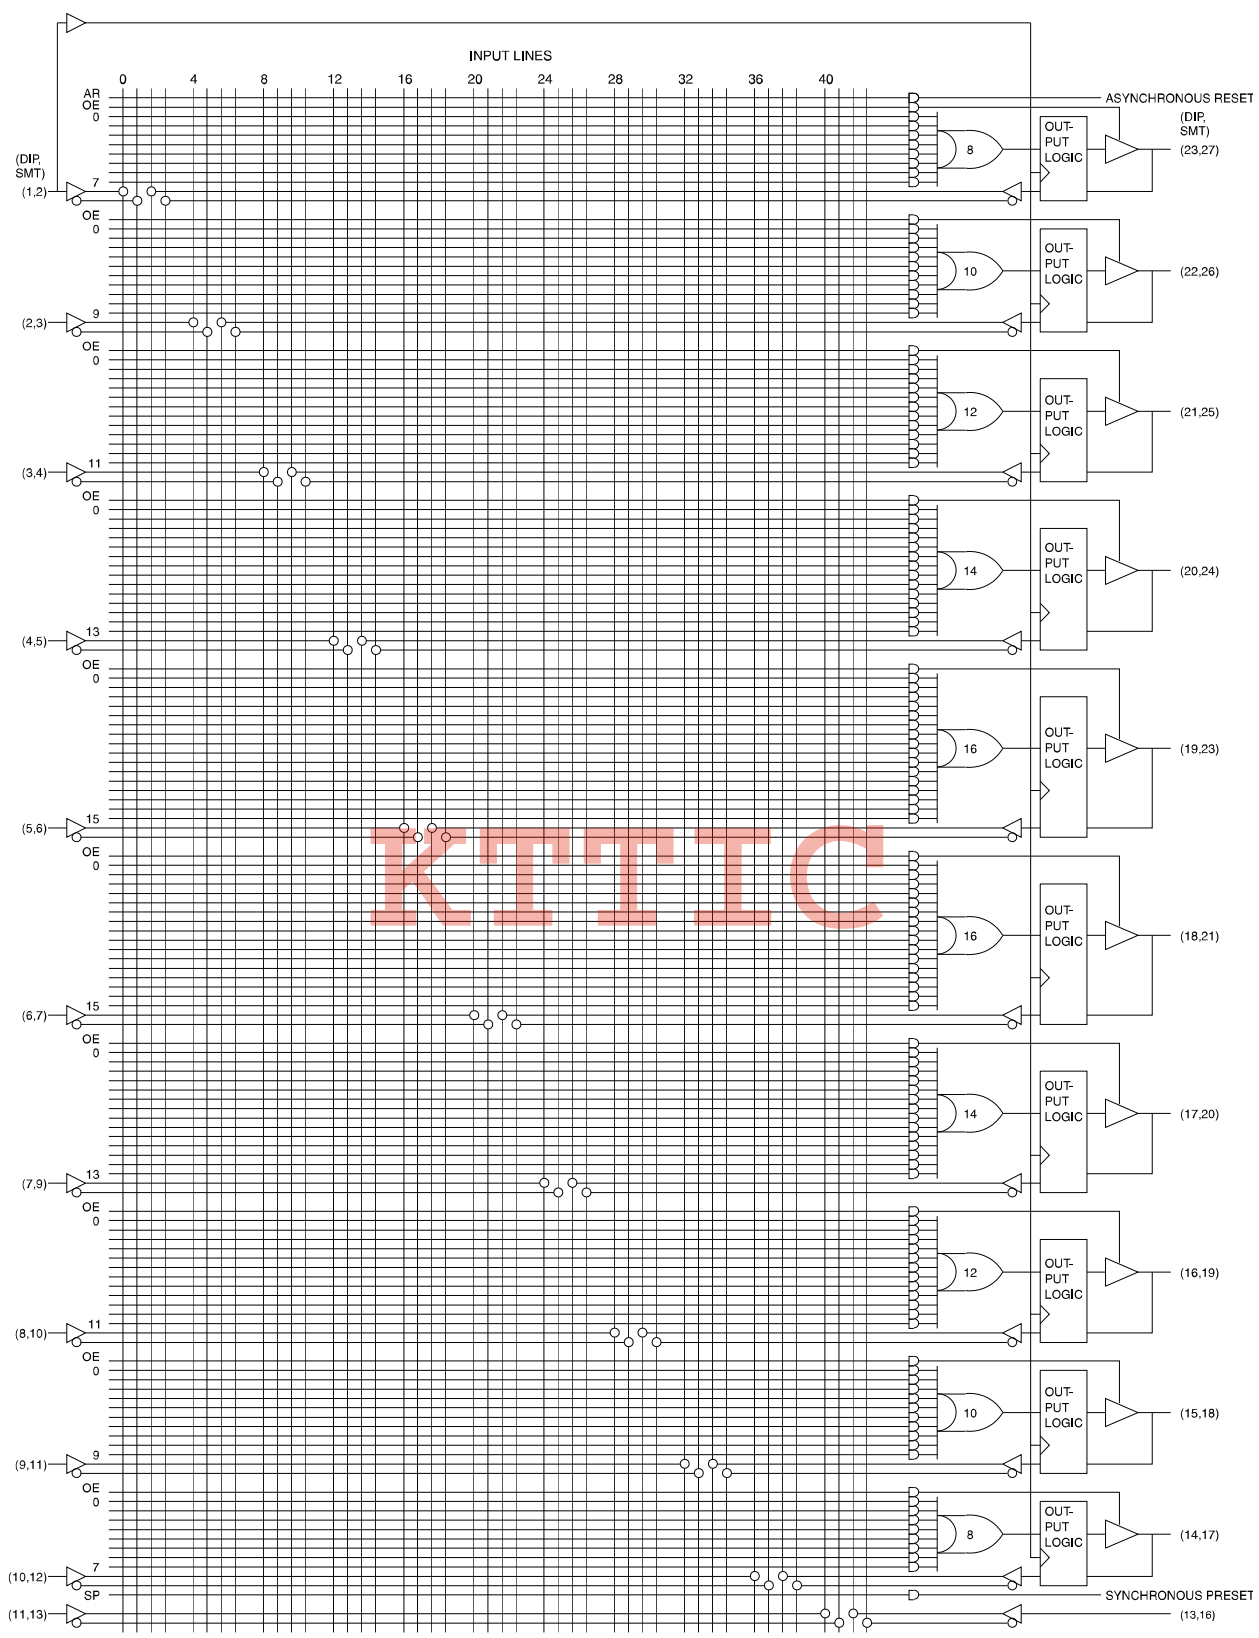 INPUT LINES
0 4 8 12 16 20 24 28 32 36 40
AR
ASYNCHRONOUS RESET
OE
0
(DIP, SMT)
OUT-
PUT
LOGIC
8
(23,27)
(DIP,
SMT)
7
(1,2)
OE
0
OUT-
PUT
LOGIC
10
(22,26)
9
(2,3)
OE
0
OUT-
PUT
LOGIC
12
(21,25)
11
(3,4)
OE
0
OUT-
PUT
LOGIC
14
(20,24)
13
(4,5)
OE
0
OUT-
PUT
LOGIC
16
(19,23)
15
(5,6)
KTTIC
OE
0
OUT-
PUT
LOGIC
16
(18,21)
15
(6,7)
OE
0
OUT-
PUT
LOGIC
14
(17,20)
13
(7,9)
OE
0
OUT-
PUT
LOGIC
12
(16,19)
11
(8,10)
OE
0
OUT-
PUT
LOGIC
10
(15,18)
9
(9,11)
OE
0
OUT-
PUT
LOGIC
8
(14,17)
7
(10,12)
SP
SYNCHRONOUS PRESET
(11,13)
(13,16)